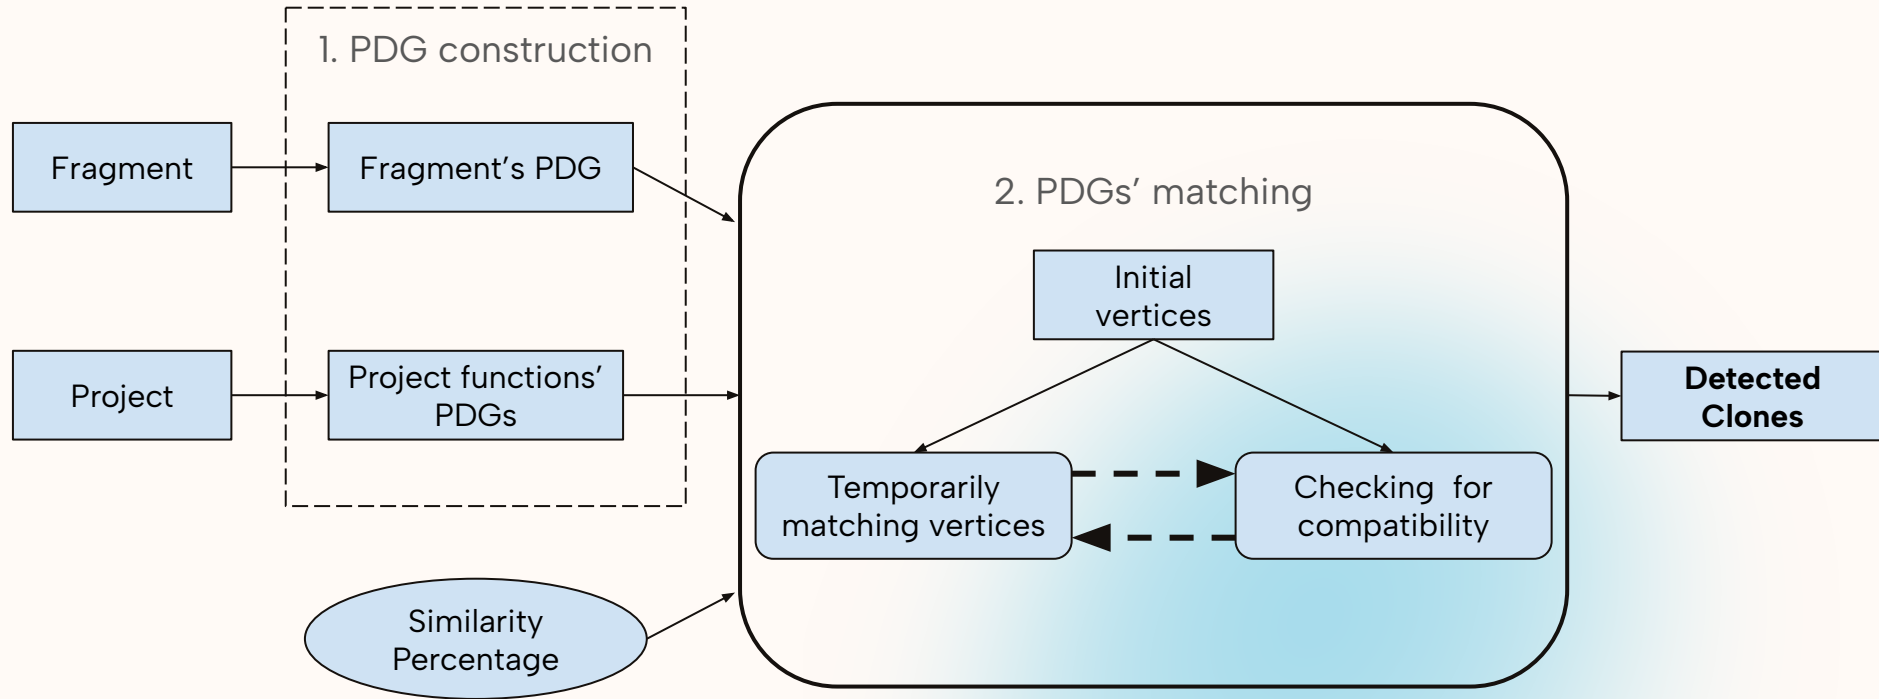 1. PDG construction
Fragment
Fragment’s PDG
Project
Project functions’
PDGs
Similarity
Percentage
2. PDGs’ matching
Initial
vertices
Temporarily
matching vertices
Checking for
compatibility
Detected
Clones